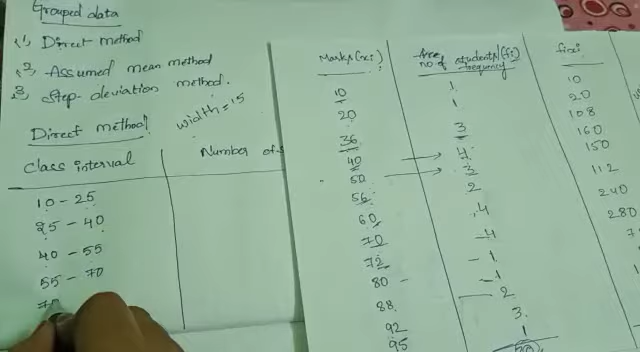 Grouped data
(1) Direct method
(2) Assumed mean method
3) Step-deviation method.
Direct method!
width = 15
Class interval Number of
10 - 25
25 - 40
40 - 55
55 - 70
70
Marks(xi) No of students(fi) fixi
frequency
10 1 10
20 1 20
36 3 108
40 4 160
50 3 150
56 2 112
60 4 240
70 4 280
72 1
80 1
88 2
92 3
95 1